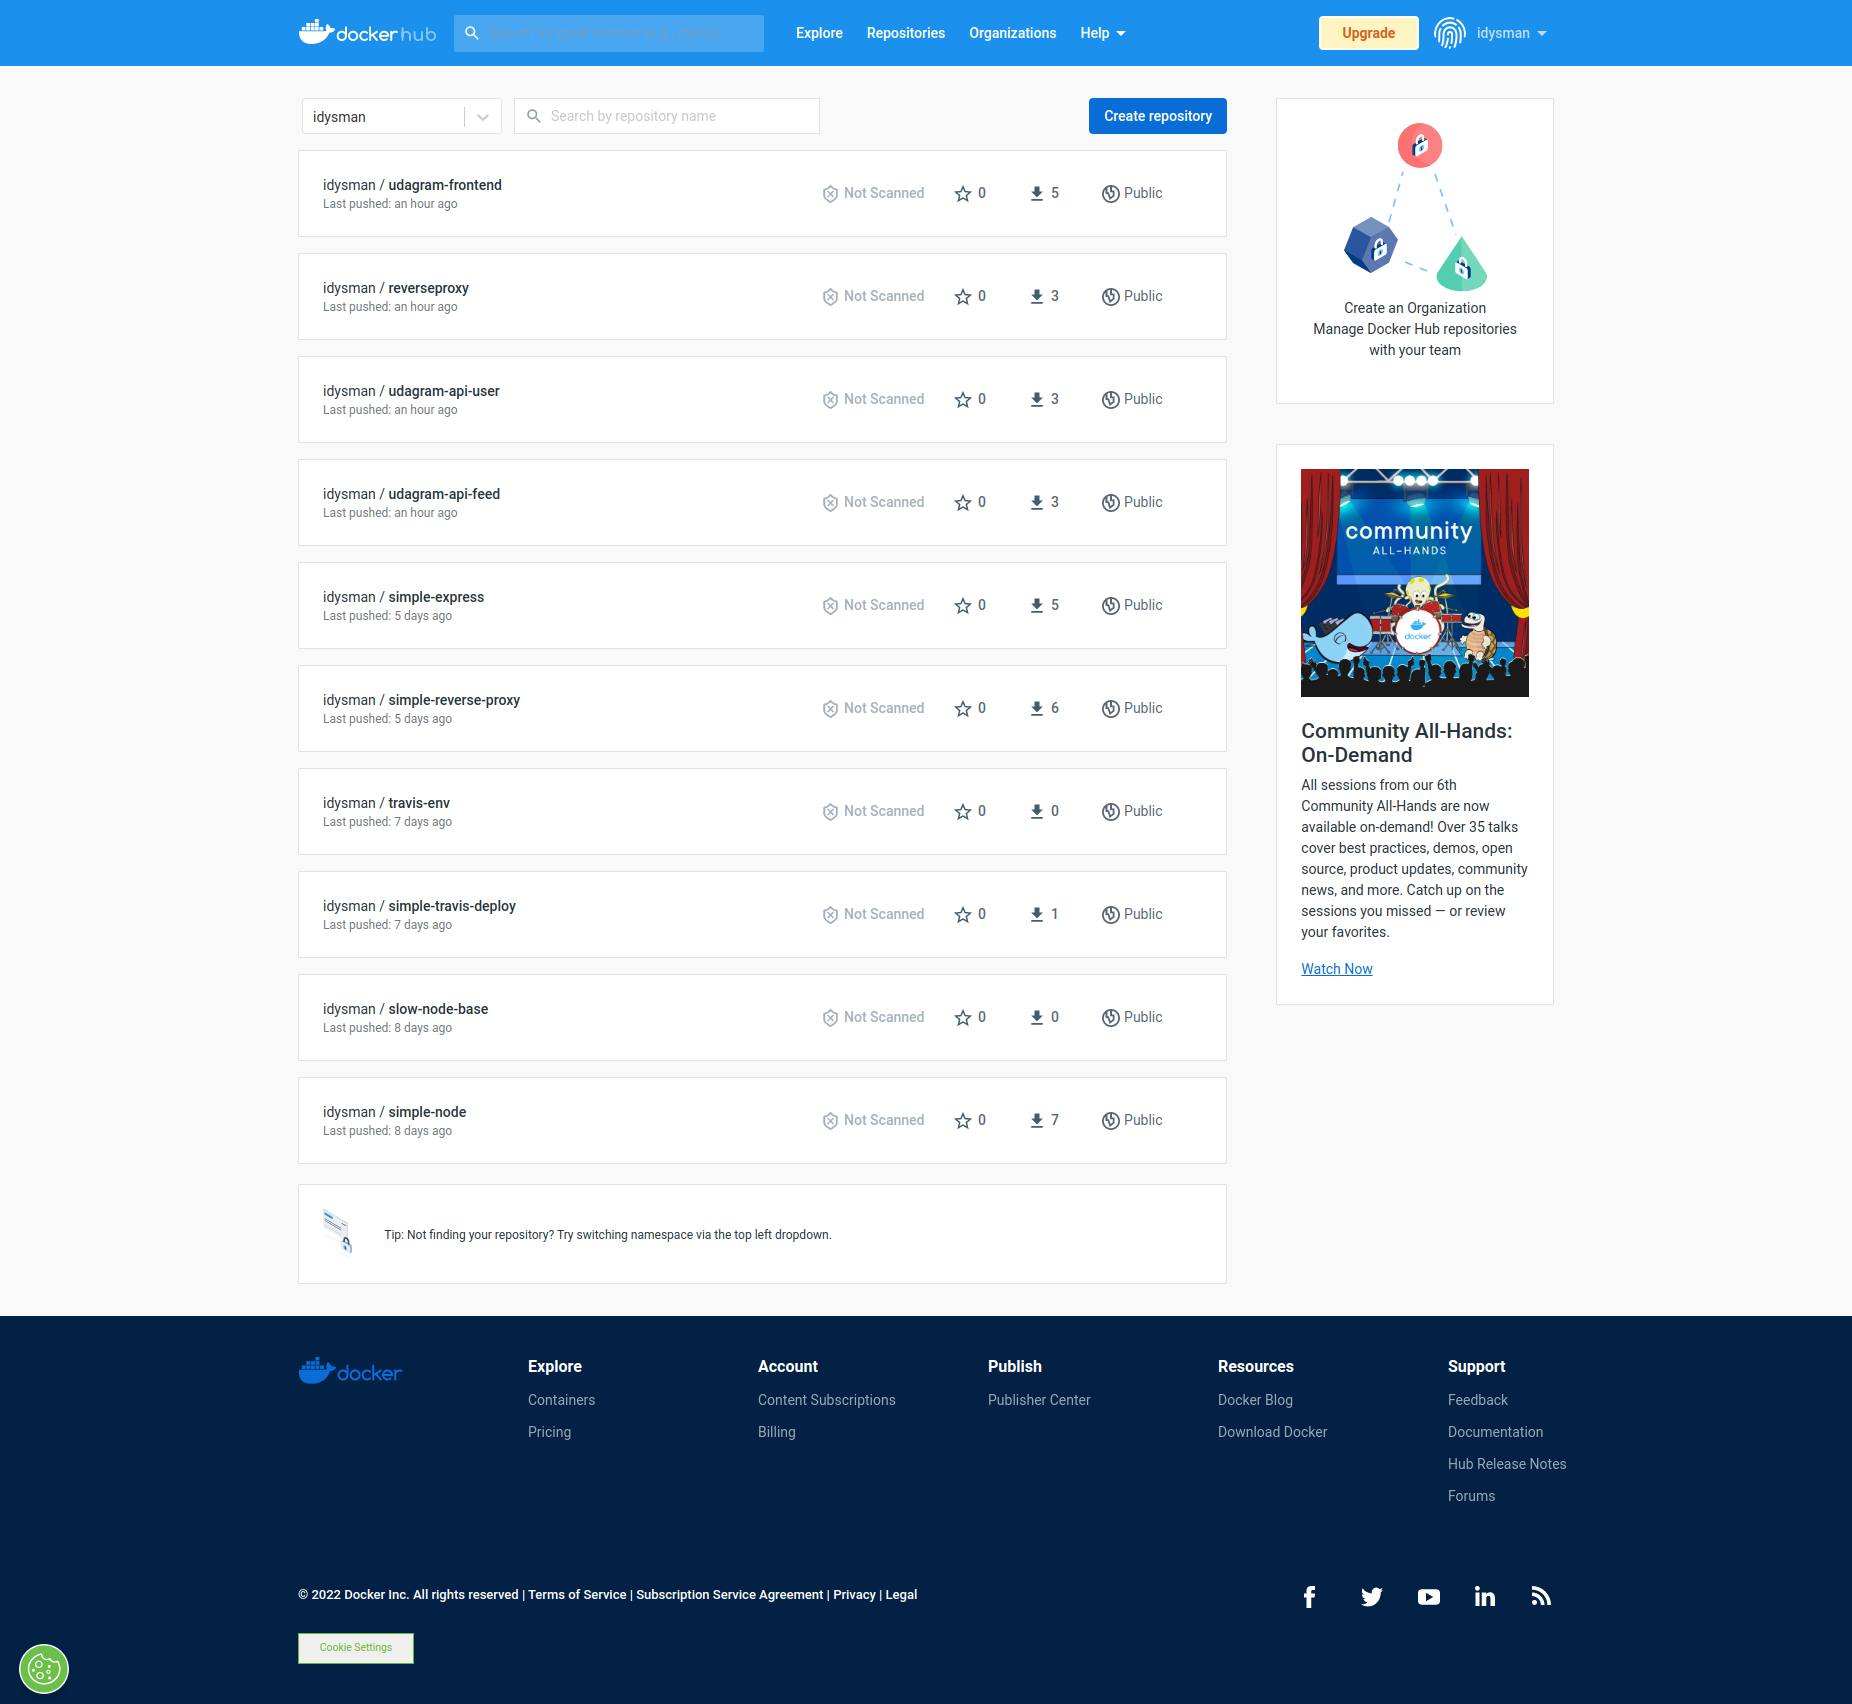 docker hub
Explore
Repositories
Organizations
Help
Upgrade
idysman
idysman
Search by repository name
Create repository
idysman / udagram-frontend
Last pushed: an hour ago
Not Scanned
0
5
Public
idysman / reverseproxy
Last pushed: an hour ago
Not Scanned
0
3
Public
idysman / udagram-api-user
Last pushed: an hour ago
Not Scanned
0
3
Public
idysman / udagram-api-feed
Last pushed: an hour ago
Not Scanned
0
3
Public
idysman / simple-express
Last pushed: 5 days ago
Not Scanned
0
5
Public
idysman / simple-reverse-proxy
Last pushed: 5 days ago
Not Scanned
0
6
Public
idysman / travis-env
Last pushed: 7 days ago
Not Scanned
0
0
Public
idysman / simple-travis-deploy
Last pushed: 7 days ago
Not Scanned
0
1
Public
idysman / slow-node-base
Last pushed: 8 days ago
Not Scanned
0
0
Public
idysman / simple-node
Last pushed: 8 days ago
Not Scanned
0
7
Public
Tip: Not finding your repository? Try switching namespace via the top left dropdown.
Create an Organization
Manage Docker Hub repositories
with your team
community
ALL-HANDS
docker
Community All-Hands:
On-Demand
All sessions from our 6th
Community All-Hands are now
available on-demand! Over 35 talks
cover best practices, demos, open
source, product updates, community
news, and more. Catch up on the
sessions you missed — or review
your favorites.
Watch Now
docker
Explore
Containers
Pricing
Account
Content Subscriptions
Billing
Publish
Publisher Center
Resources
Docker Blog
Download Docker
Support
Feedback
Documentation
Hub Release Notes
Forums
© 2022 Docker Inc. All rights reserved | Terms of Service | Subscription Service Agreement | Privacy | Legal
Cookie Settings